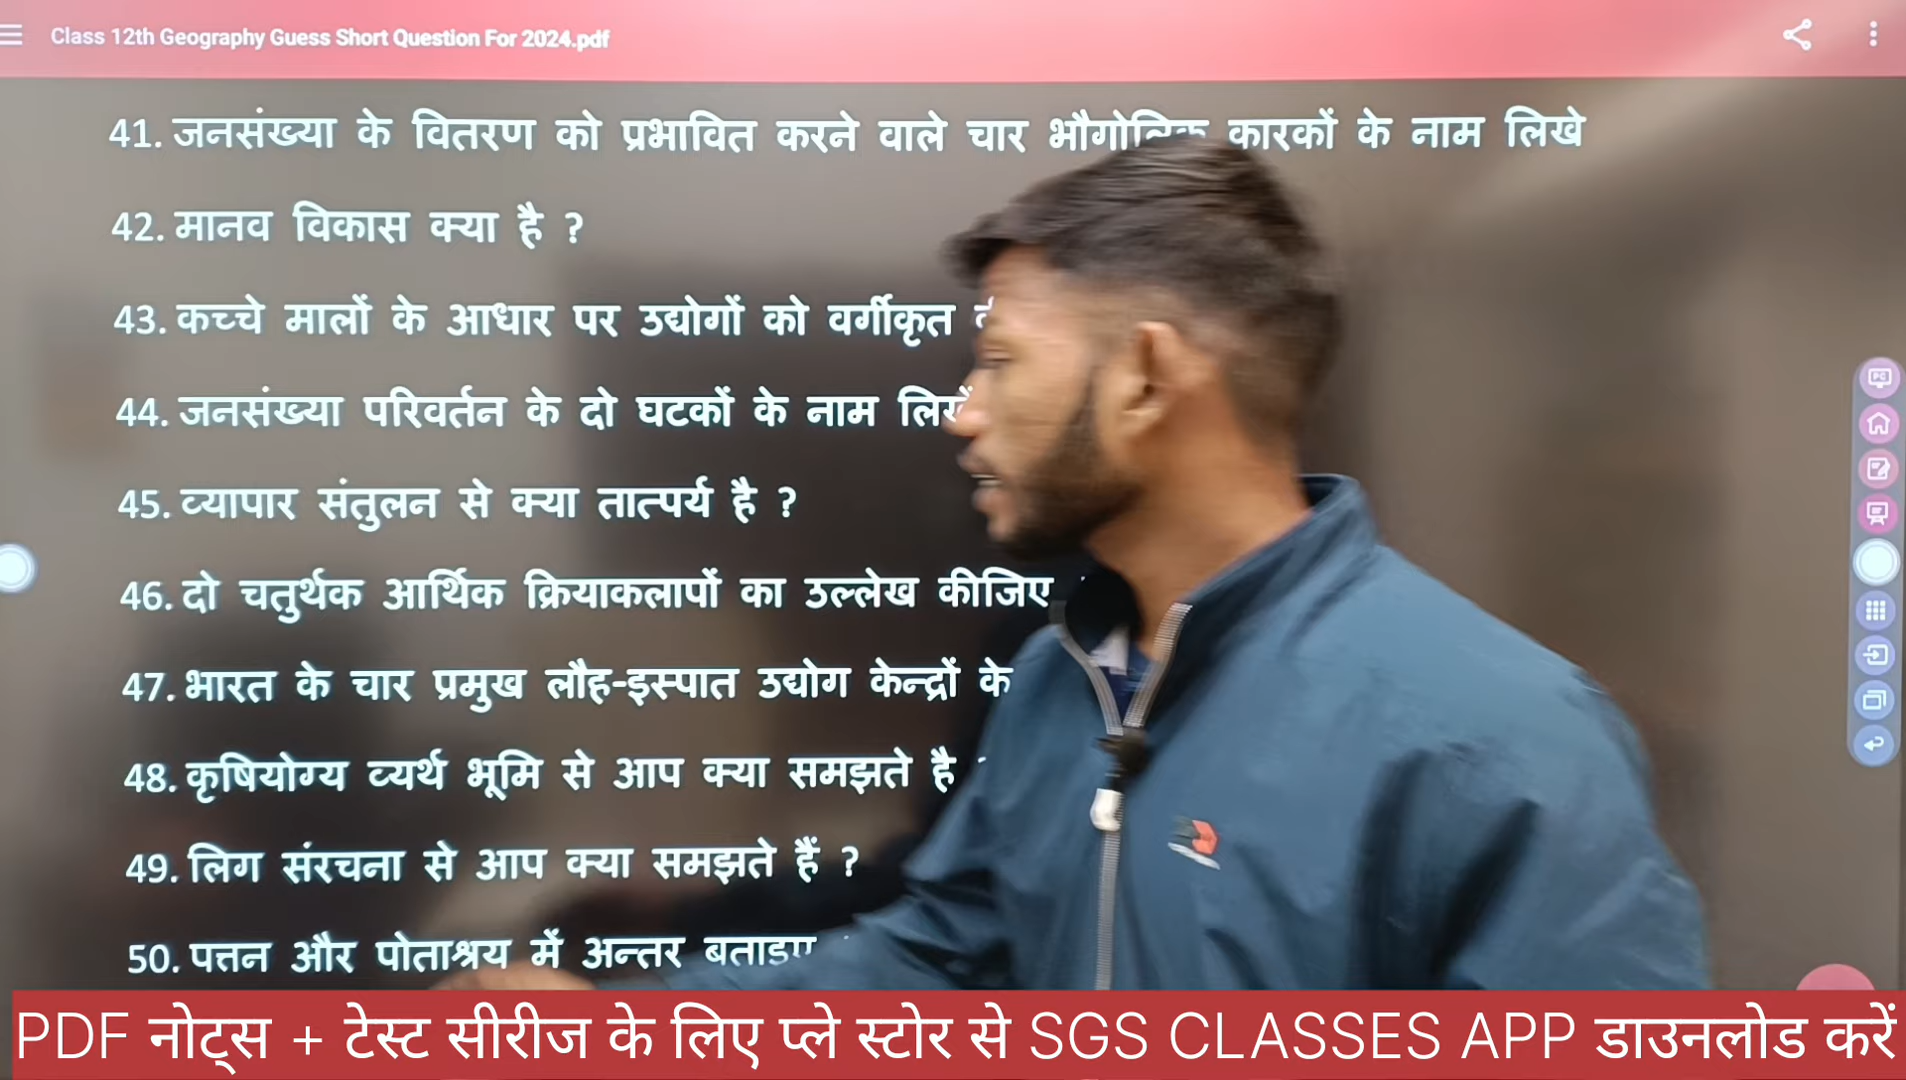 Class 12th Geography Guess Short Question For 2024.pdf
41. जनसंख्या के वितरण को प्रभावित करने वाले चार भौगोलिक कारकों के नाम लिखे
42. मानव विकास क्या है ?
43. कच्चे मालों के आधार पर उद्योगों को वर्गीकृत
44. जनसंख्या परिवर्तन के दो घटकों के नाम लिखें
45. व्यापार संतुलन से क्या तात्पर्य है ?
46. दो चतुर्थक आर्थिक क्रियाकलापों का उल्लेख कीजिए
47. भारत के चार प्रमुख लौह-इस्पात उद्योग केन्द्रों के
48. कृषियोग्य व्यर्थ भूमि से आप क्या समझते है
49. लिग संरचना से आप क्या समझते हैं ?
50. पत्तन और पोताश्रय में अन्तर बताइए
PC
PDF नोट्स + टेस्ट सीरीज के लिए प्ले स्टोर से SGS CLASSES APP डाउनलोड करें